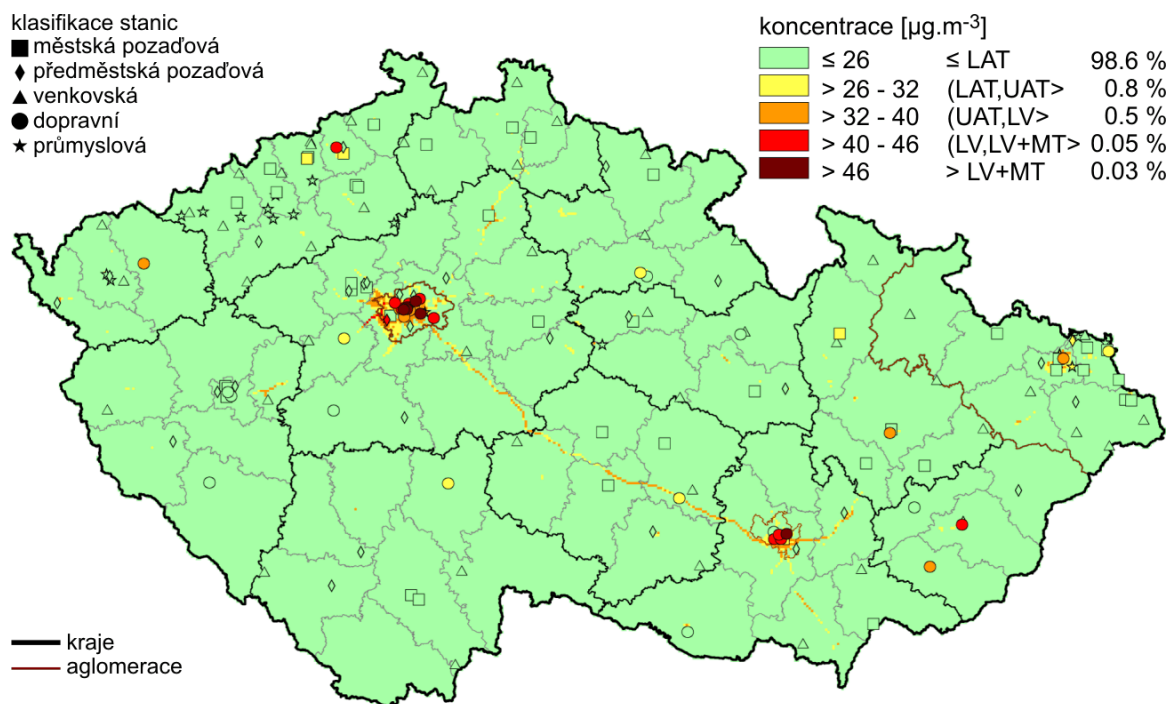 klasifikace stanic
městská pozaďová
předměstská pozaďová
venkovská
dopravní
průmyslová
koncentrace [µg.m-3]
≤ 26 ≤ LAT 98.6 %
> 26 - 32 (LAT,UAT> 0.8 %
> 32 - 40 (UAT,LV> 0.5 %
> 40 - 46 (LV,LV+MT> 0.05 %
> 46 > LV+MT 0.03 %
kraje
aglomerace